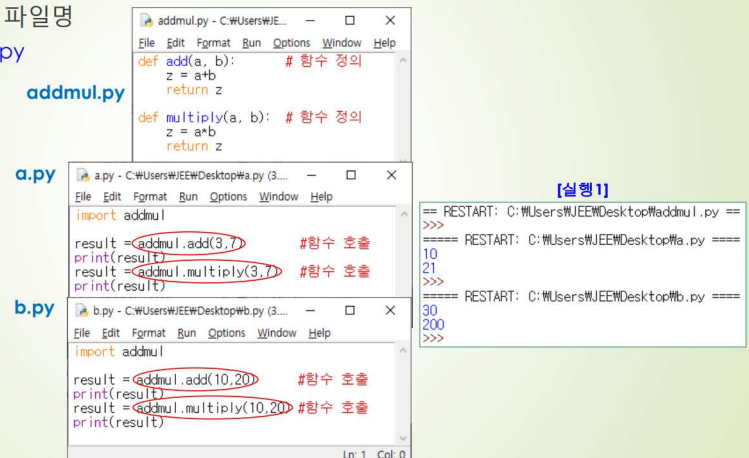 파일명
py
addmul.py
addmul.py - C:₩Users₩JE...
File Edit Format Run Options Window Help
def add(a, b): # 함수 정의
z = a+b
return z
def multiply(a, b): # 함수 정의
z = a*b
return z
a.py
a.py - C:₩Users₩JEE₩Desktop₩a.py (3....
File Edit Format Run Options Window Help
import addmul
result = addmul.add(3,7) #함수 호출
print(result)
result = addmul.multiply(3,7) #함수 호출
print(result)
b.py
b.py - C:₩Users₩JEE₩Desktop₩b.py (3....
File Edit Format Run Options Window Help
import addmul
result = addmul.add(10,20) #함수 호출
print(result)
result = addmul.multiply(10,20) #함수 호출
print(result)
Ln: 1 Col: 0
[실행1]
== RESTART: C:₩Users₩JEE₩Desktop₩addmul.py ==
>>>
===== RESTART: C:₩Users₩JEE₩Desktop₩a.py ====
10
21
>>>
===== RESTART: C:₩Users₩JEE₩Desktop₩b.py ====
30
200
>>>